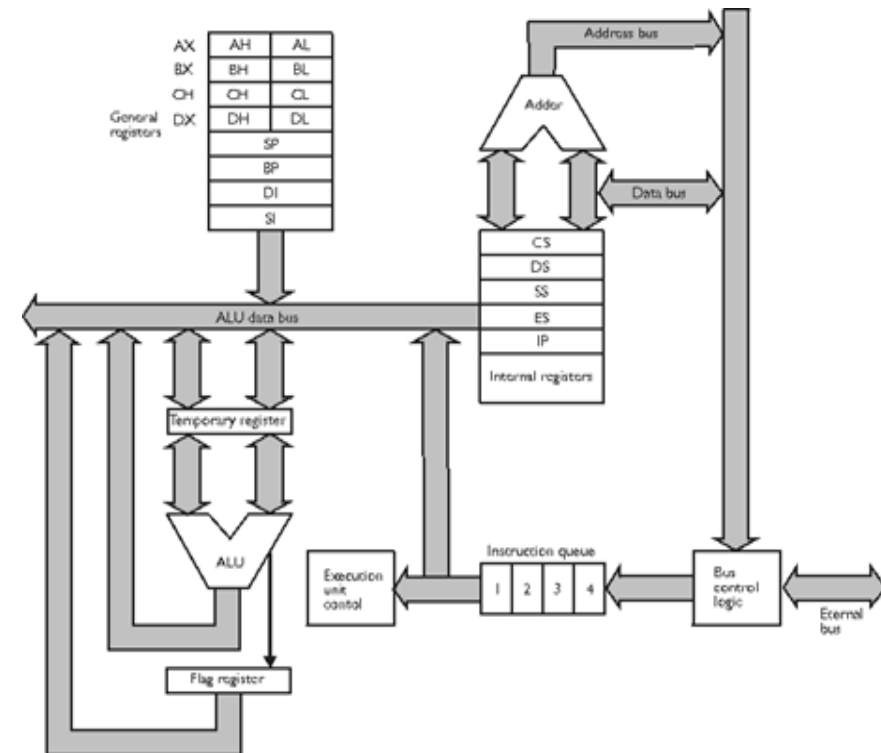 AX AH AL
BX BH BL
CH CH CL
General
registers
DX DH DL
SP
BP
DI
SI
Address bus
Adder
Data bus
CS
DS
SS
ES
IP
Internal registers
ALU data bus
Temporary register
ALU
Flag register
Execution
unit
contol
Instruction queue
1 2 3 4
Bus
control
logic
Eternal
bus